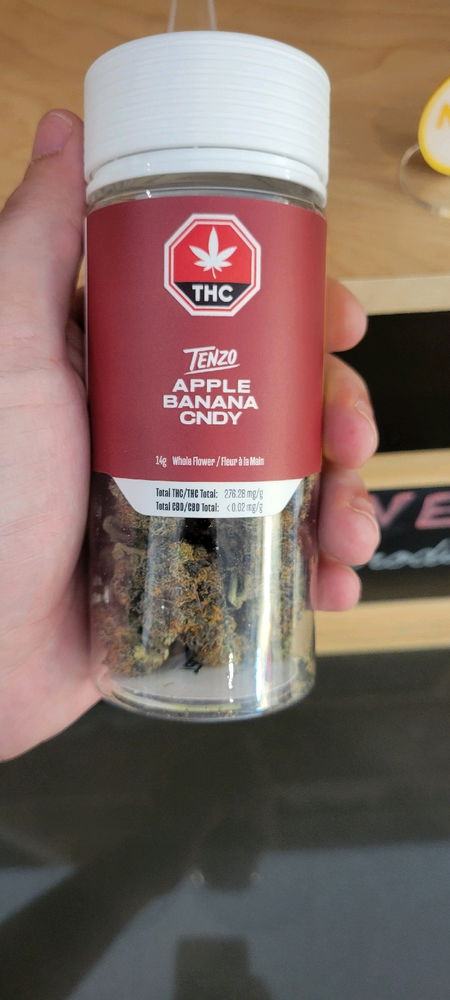 THC
TENZO
APPLE
BANANA
CNDY
14g Whole Flower / Fleur à la Main
Total THC/THC Total: 276.28 mg/g
Total CBD/CBD Total: <0.02 mg/g
VE